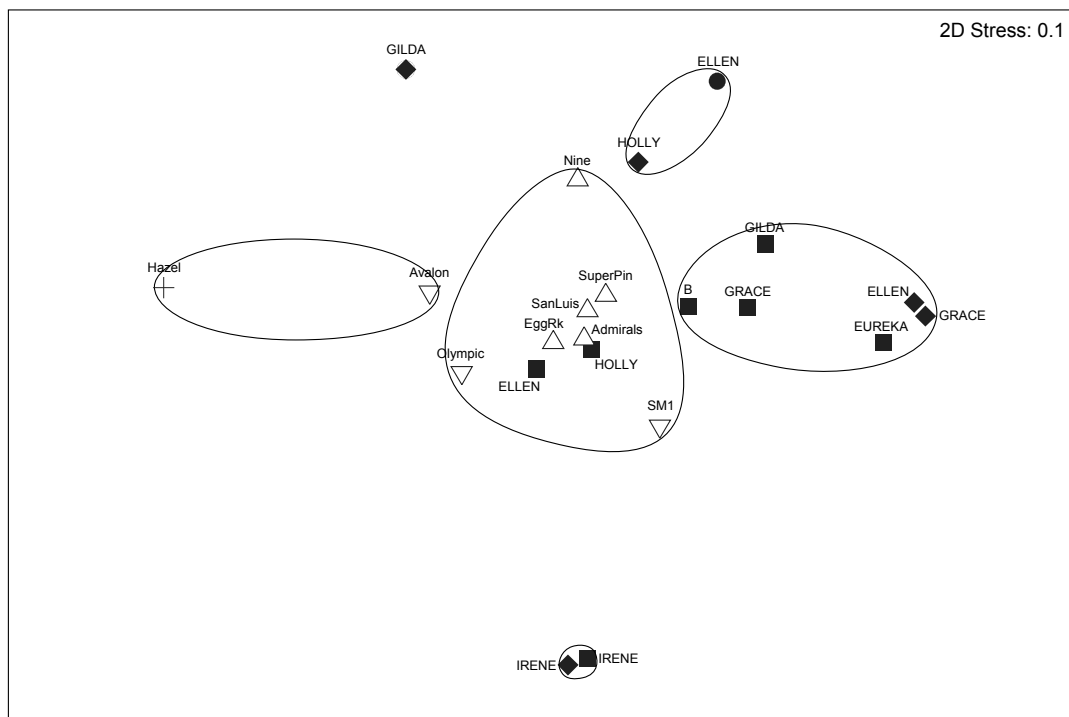 2D Stress: 0.1
GILDA
ELLEN
HOLLY
Nine
GILDA
Hazel
Avalon
SuperPin
B
GRACE
ELLEN
SanLuis
GRACE
EggRk
Admirals
EUREKA
Olympic
HOLLY
ELLEN
SM1
IRENE
IRENE